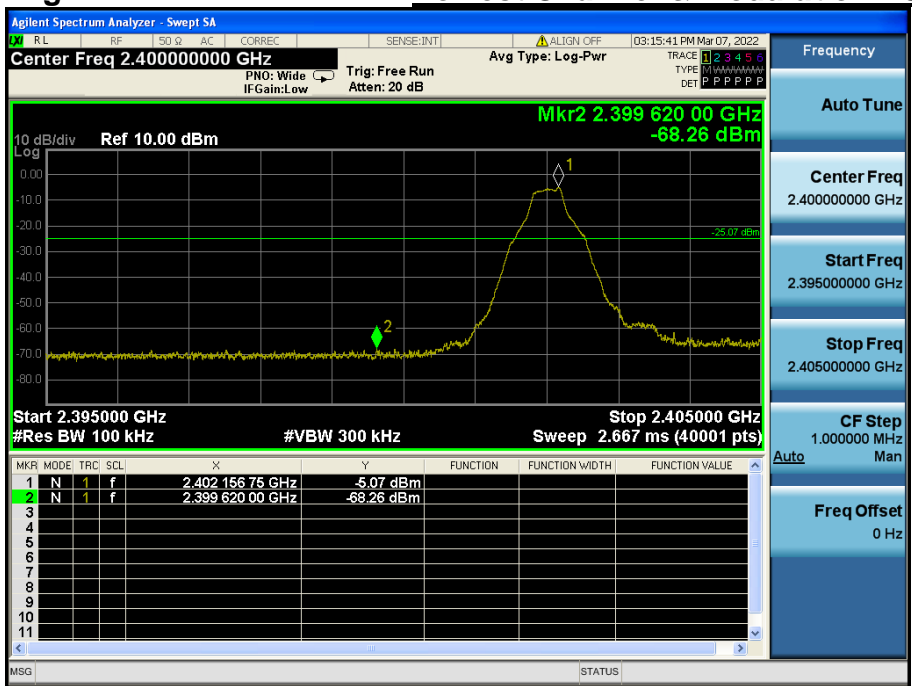 Agilent Spectrum Analyzer - Swept SA
LXI RL RF 50 Ω AC CORREC SENSE:INT ALIGN OFF 03:15:41 PM Mar 07, 2022
Center Freq 2.400000000 GHz Avg Type: Log-Pwr TRACE 1 2 3 4 5 6
PNO: Wide Trig: Free Run TYPE MWWWWW
IFGain:Low Atten: 20 dB DET P P P P P P
Mkr2 2.399 620 00 GHz
10 dB/div Ref 10.00 dBm -68.26 dBm
Log
1
0.00
-10.0
-20.0
-25.07 dBm
-30.0
-40.0
-50.0
-60.0
2
-70.0
-80.0
Start 2.395000 GHz Stop 2.405000 GHz
#Res BW 100 kHz #VBW 300 kHz Sweep 2.667 ms (40001 pts)
MKR MODE TRC SCL X Y FUNCTION FUNCTION WIDTH FUNCTION VALUE
1 N 1 f 2.402 156 75 GHz -5.07 dBm
2 N 1 f 2.399 620 00 GHz -68.26 dBm
3
4
5
6
7
8
9
10
11
MSG STATUS
Frequency
Auto Tune
Center Freq
2.400000000 GHz
Start Freq
2.395000000 GHz
Stop Freq
2.405000000 GHz
CF Step
1.000000 MHz
Auto Man
Freq Offset
0 Hz